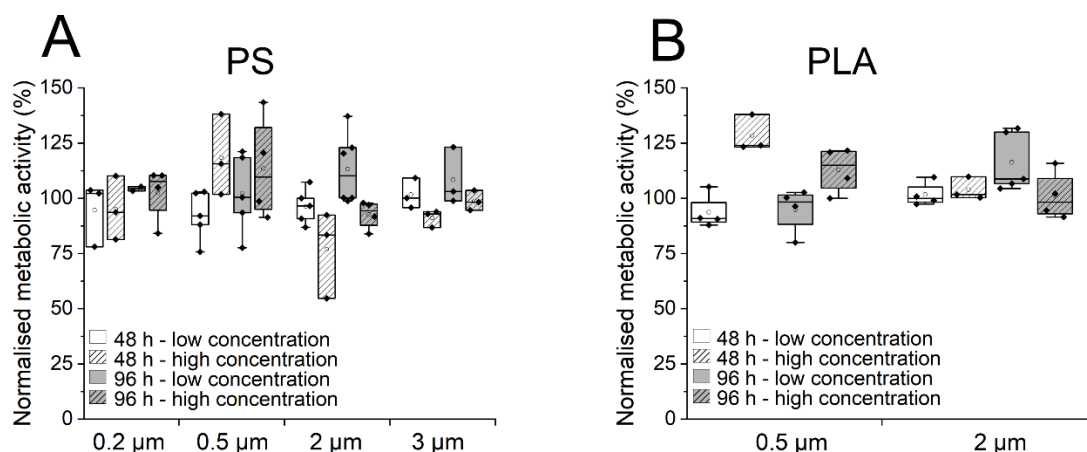 A
PS
Normalised metabolic activity (%)
150
125
100
75
50
25
0
48 h - low concentration
48 h - high concentration
96 h - low concentration
96 h - high concentration
0.2 µm 0.5 µm 2 µm 3 µm
B
PLA
Normalised metabolic activity (%)
150
125
100
75
50
25
0
48 h - low concentration
48 h - high concentration
96 h - low concentration
96 h - high concentration
0.5 µm 2 µm